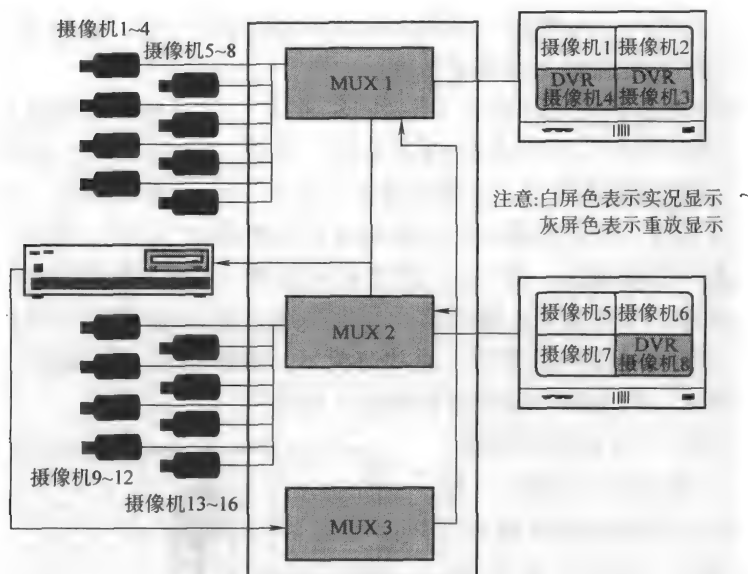 摄像机1~4
摄像机5~8
MUX 1
摄像机1
摄像机2
DVR
摄像机4
DVR
摄像机3
注意:白屏色表示实况显示 ~
灰屏色表示重放显示
MUX 2
摄像机5
摄像机6
摄像机7
DVR
摄像机8
摄像机9~12
摄像机13~16
MUX 3